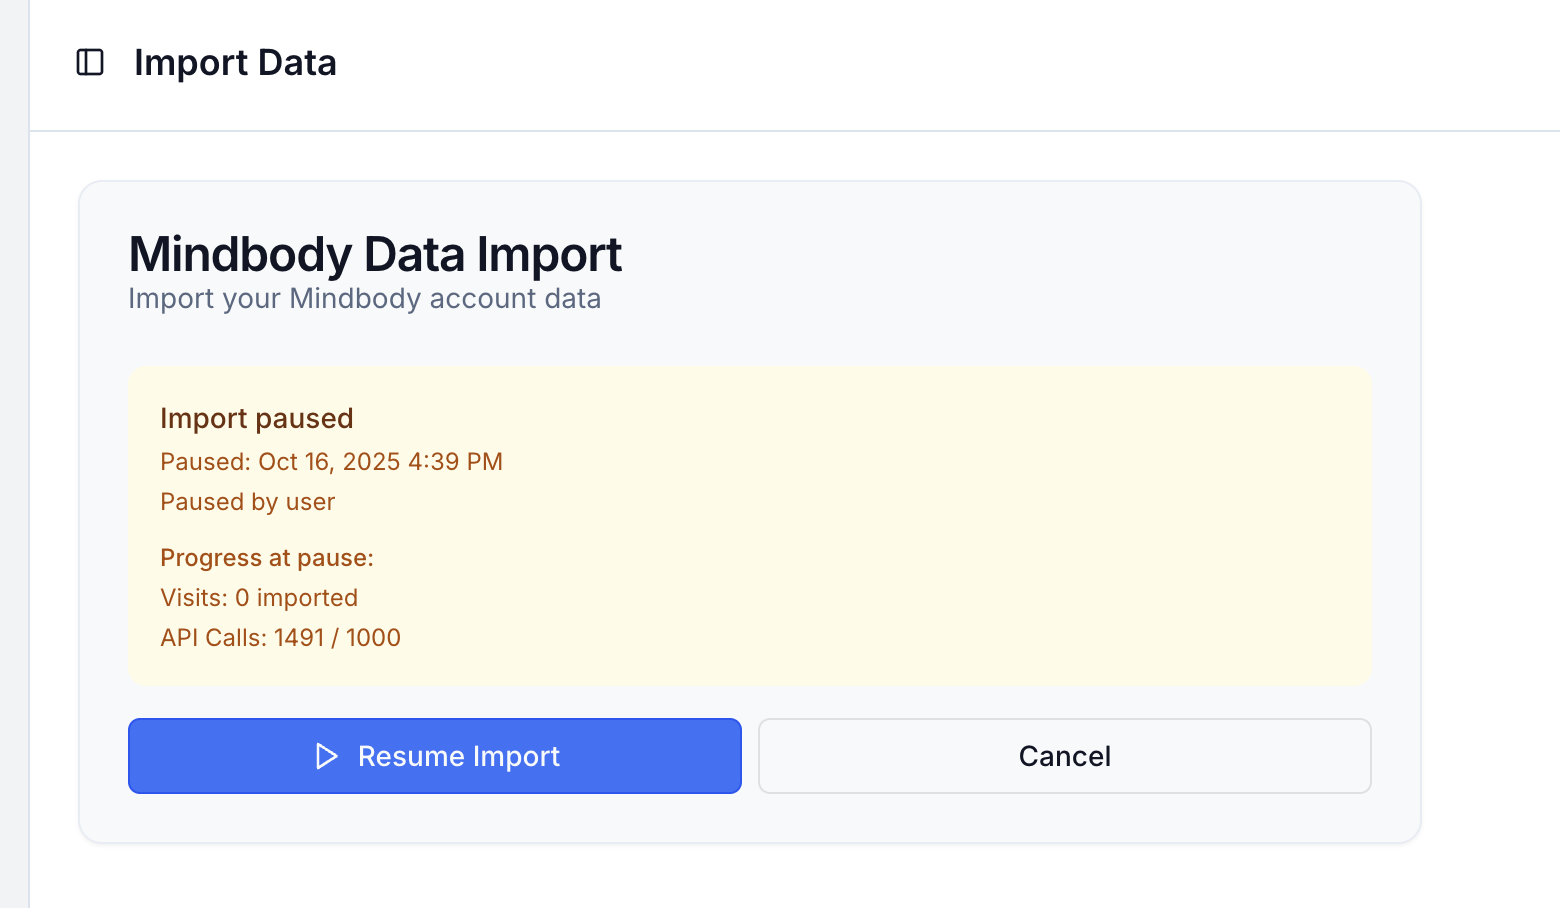 Import Data
Mindbody Data Import
Import your Mindbody account data
Import paused
Paused: Oct 16, 2025 4:39 PM
Paused by user
Progress at pause:
Visits: 0 imported
API Calls: 1491 / 1000
Resume Import
Cancel